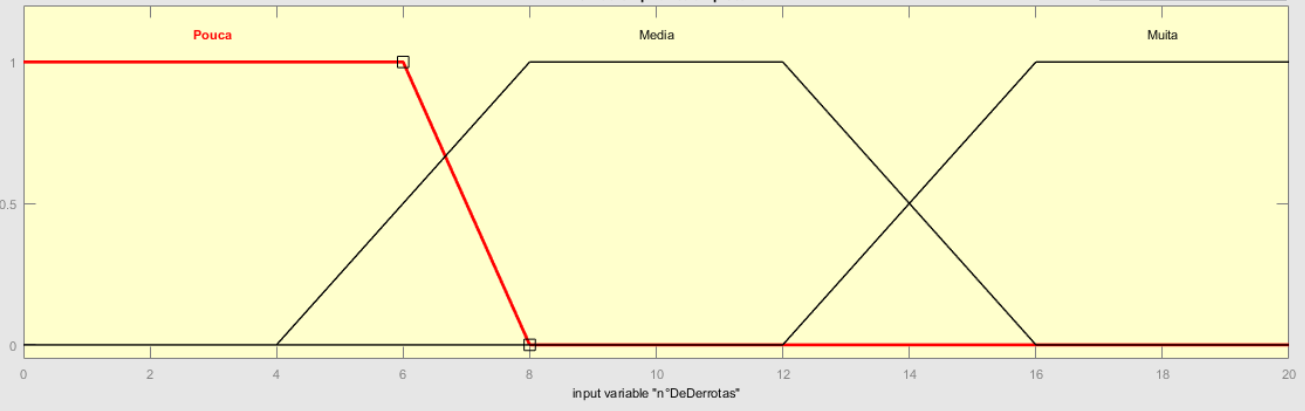 Pouca Media Muita
1
0.5
0
0 2 4 6 8 10 12 14 16 18 20
input variable "n°DeDerrotas"